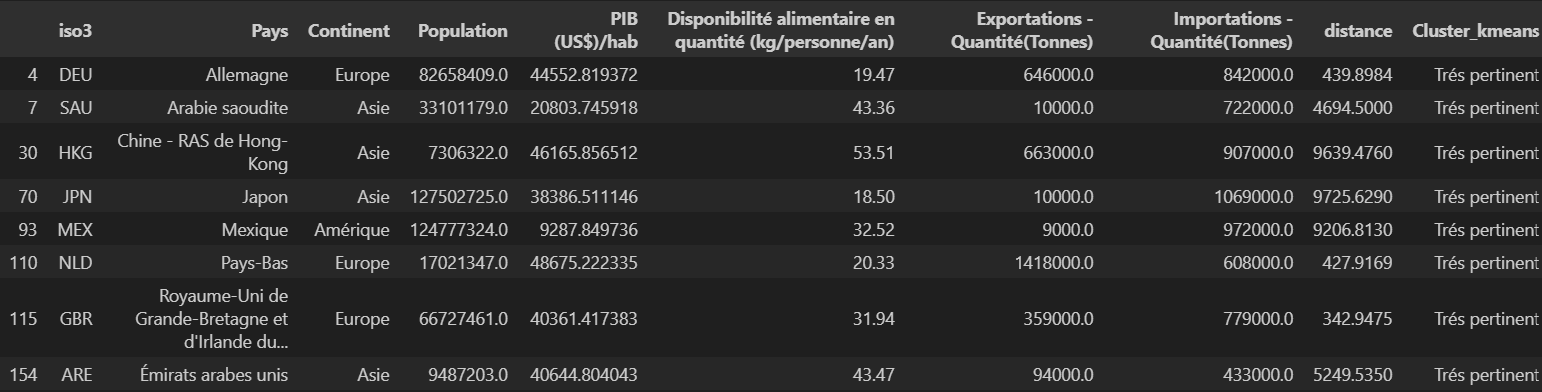 iso3 Pays Continent Population PIB (US$)/hab Disponibilité alimentaire en quantité (kg/personne/an) Exportations - Quantité(Tonnes) Importations - Quantité(Tonnes) distance Cluster_kmeans
4 DEU Allemagne Europe 82658409.0 44552.819372 19.47 646000.0 842000.0 439.8984 Trés pertinent
7 SAU Arabie saoudite Asie 33101179.0 20803.745918 43.36 10000.0 722000.0 4694.5000 Trés pertinent
30 HKG Chine - RAS de Hong-Kong Asie 7306322.0 46165.856512 53.51 663000.0 907000.0 9639.4760 Trés pertinent
70 JPN Japon Asie 127502725.0 38386.511146 18.50 10000.0 1069000.0 9725.6290 Trés pertinent
93 MEX Mexique Amérique 124777324.0 9287.849736 32.52 9000.0 972000.0 9206.8130 Trés pertinent
110 NLD Pays-Bas Europe 17021347.0 48675.222335 20.33 1418000.0 608000.0 427.9169 Trés pertinent
115 GBR Royaume-Uni de Grande-Bretagne et d'Irlande du... Europe 66727461.0 40361.417383 31.94 359000.0 779000.0 342.9475 Trés pertinent
154 ARE Émirats arabes unis Asie 9487203.0 40644.804043 43.47 94000.0 433000.0 5249.5350 Trés pertinent